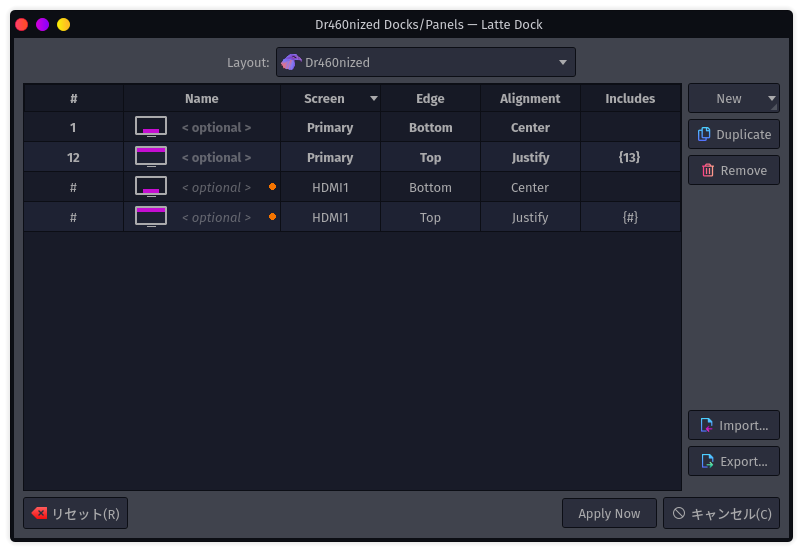 Dr460nized Docks/Panels — Latte Dock
Layout: Dr460nized
# Name Screen Edge Alignment Includes
1 < optional > Primary Bottom Center
12 < optional > Primary Top Justify {13}
# < optional > HDMI1 Bottom Center
# < optional > HDMI1 Top Justify {#}
New
Duplicate
Remove
Import...
Export...
リセット(R) Apply Now キャンセル(C)